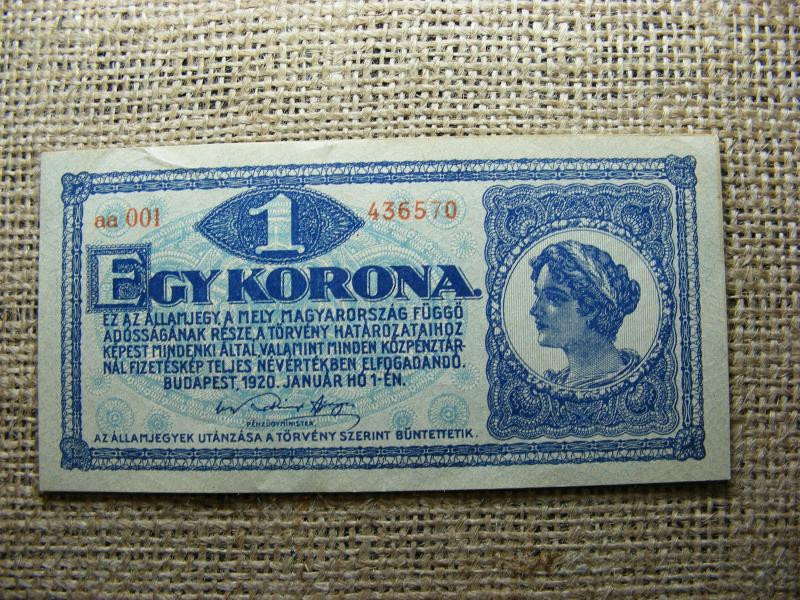 aa 001
1
436570
EGY KORONA.
EZ AZ ÁLLAMJEGY, A MELY MAGYARORSZÁG FÜGGŐ
ADÓSSÁGÁNAK RÉSZE, A TÖRVÉNY HATÁROZATAIHOZ
KÉPEST MINDENKI ÁLTAL, VALAMINT MINDEN KÖZPÉNZTÁR-
NÁL FIZETÉSKÉP TELJES NÉVÉRTÉKBEN ELFOGADANDÓ.
BUDAPEST, 1920. JANUÁR HÓ 1-ÉN.
PÉNZÜGYMINISTER
AZ ÁLLAMJEGYEK UTÁNZÁSA A TÖRVÉNY SZERINT BÜNTETTETIK.